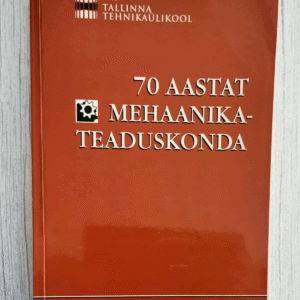 TALLINNA
TEHNIKAÜLIKOOL
70 AASTAT
MEHAANIKA-
TEADUSKONDA